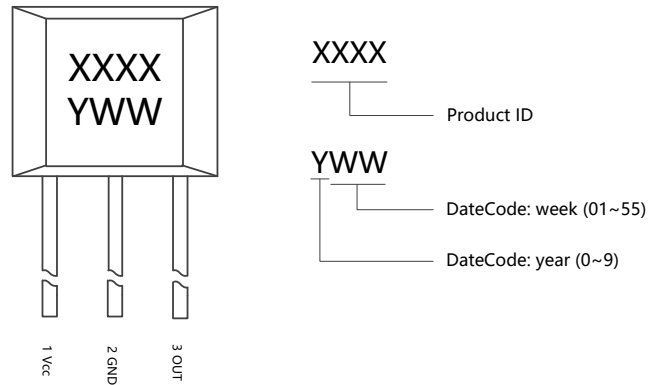 XXXX
YWW
1 Vcc
2 GND
3 OUT
XXXX
Product ID
YWW
DateCode: week (01~55)
DateCode: year (0~9)